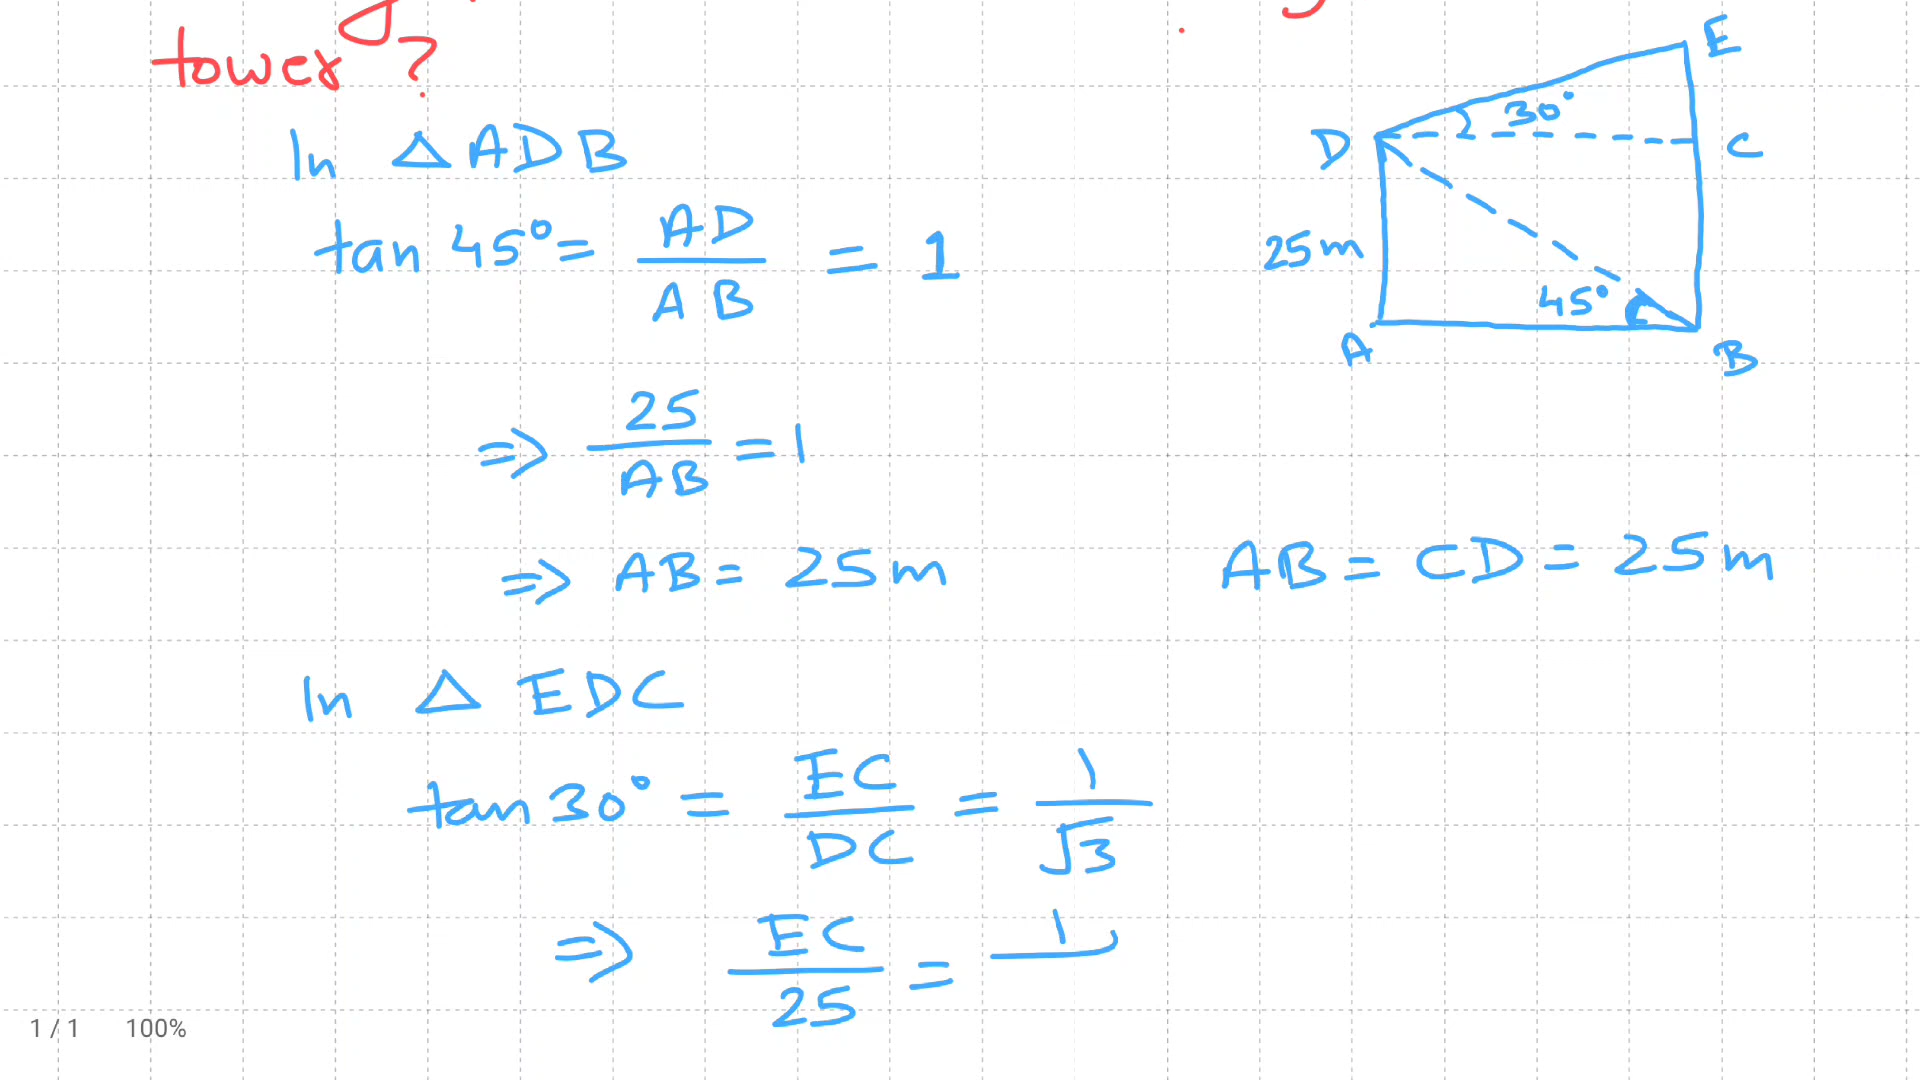 tower ?
In △ADB
tan 45° = AD/AB = 1
⇒ 25/AB = 1
⇒ AB = 25m
AB = CD = 25m
In △ EDC
tan 30° = EC/DC = 1/√3
⇒ EC/25 = 1/
E
30°
D
C
25m
45°
A
B
1 / 1 100%